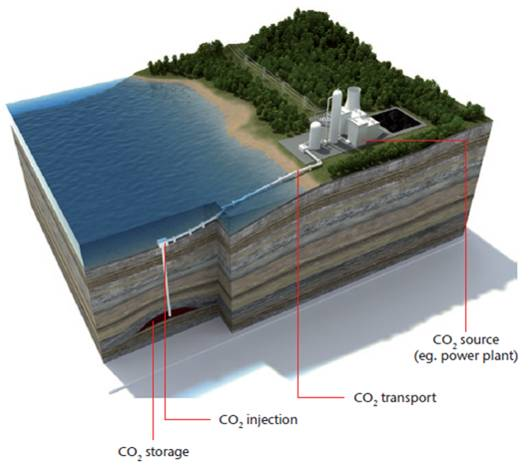 CO₂ source
(eg. power plant)
CO₂ transport
CO₂ injection
CO₂ storage